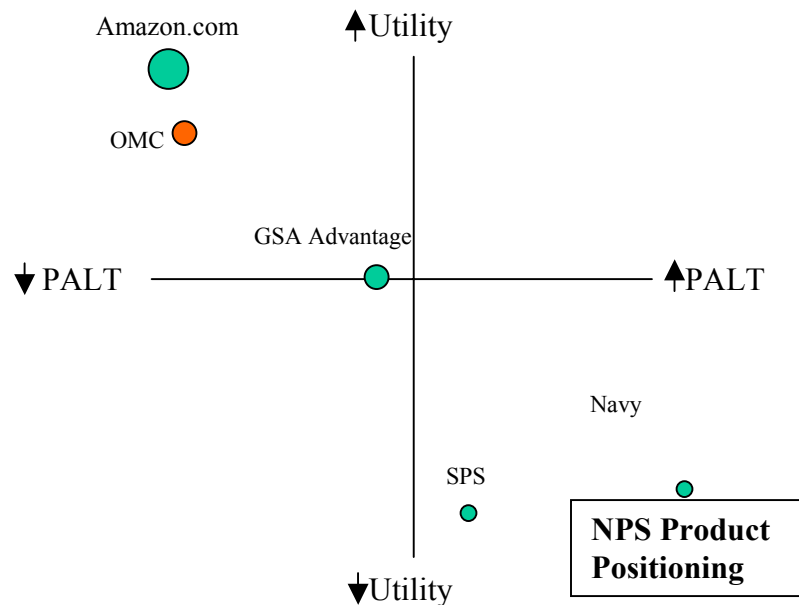 Amazon.com
Utility
OMC
GSA Advantage
PALT
PALT
Navy
SPS
NPS Product
Positioning
Utility